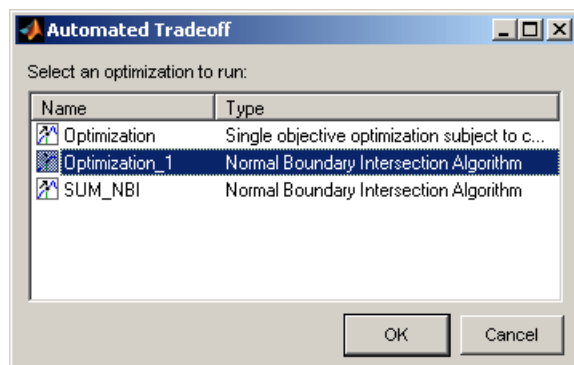 Automated Tradeoff
Select an optimization to run:
Name Type
Optimization Single objective optimization subject to c...
Optimization_1 Normal Boundary Intersection Algorithm
SUM_NBI Normal Boundary Intersection Algorithm
OK Cancel